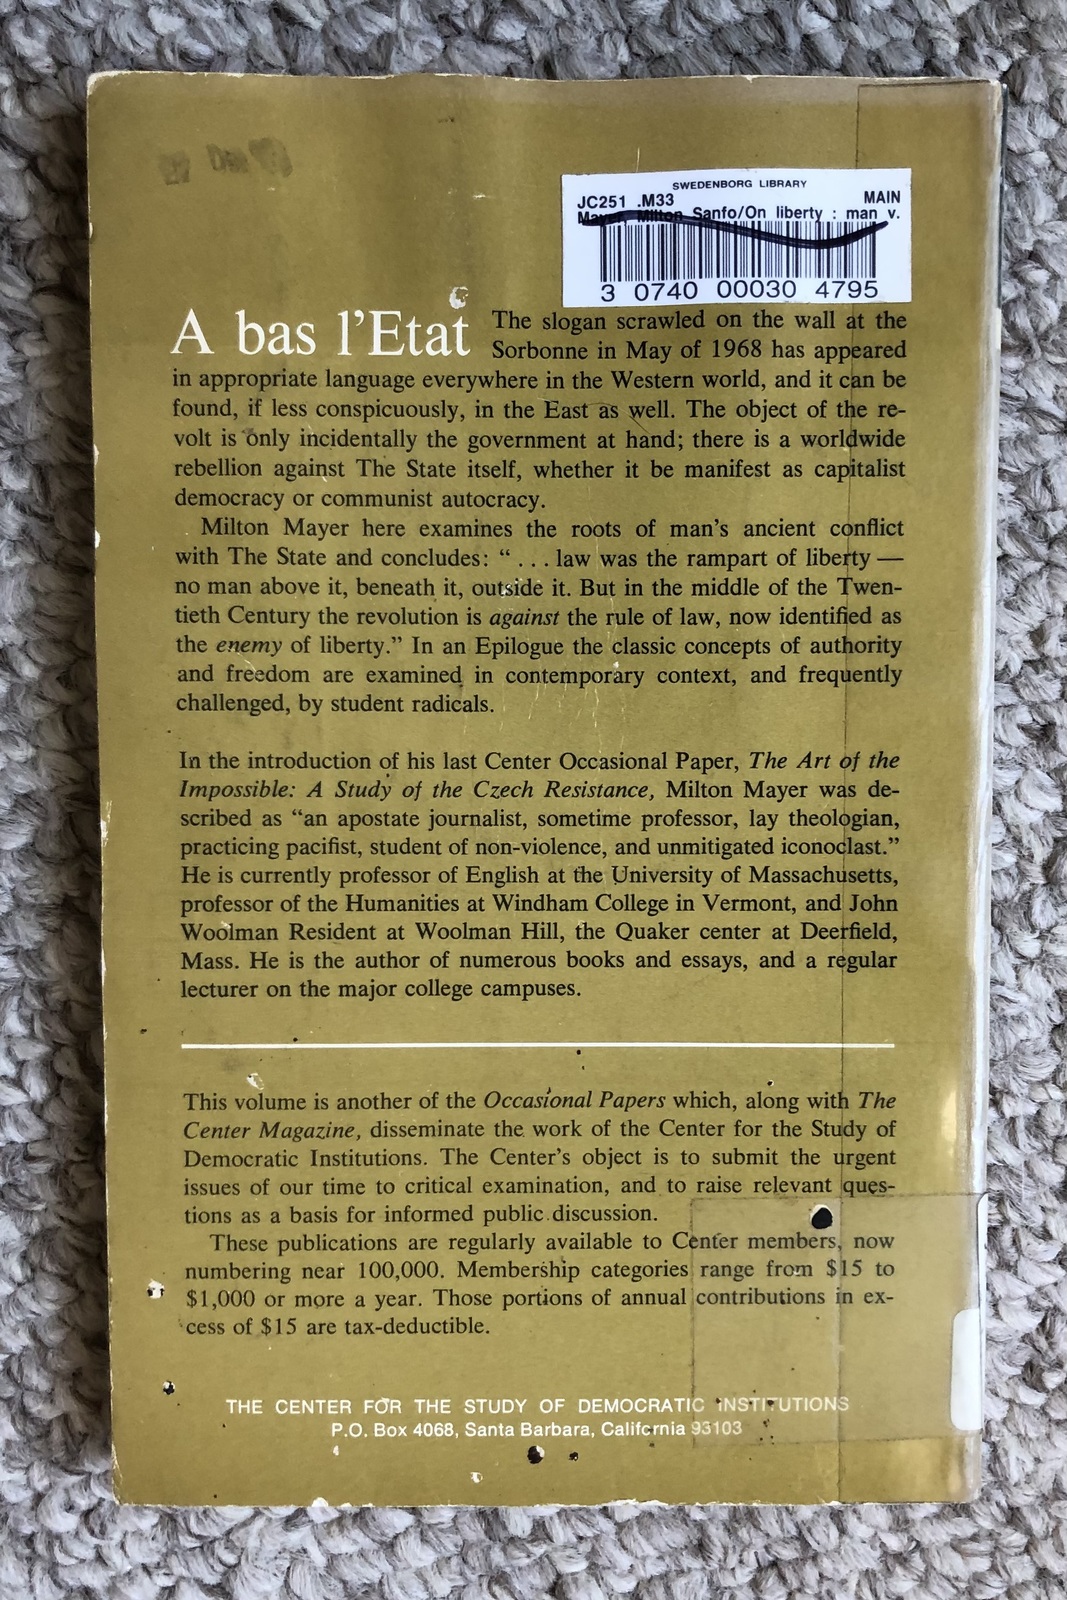 SWEDENBORG LIBRARY
JC251 .M33 MAIN
Mayer, Milton Sanfo/On liberty : man v.
3 0740 00030 4795
A bas l'Etat The slogan scrawled on the wall at the
Sorbonne in May of 1968 has appeared
in appropriate language everywhere in the Western world, and it can be
found, if less conspicuously, in the East as well. The object of the re-
volt is only incidentally the government at hand; there is a worldwide
rebellion against The State itself, whether it be manifest as capitalist
democracy or communist autocracy.
Milton Mayer here examines the roots of man's ancient conflict
with The State and concludes: “ . . . law was the rampart of liberty —
no man above it, beneath it, outside it. But in the middle of the Twen-
tieth Century the revolution is against the rule of law, now identified as
the enemy of liberty.” In an Epilogue the classic concepts of authority
and freedom are examined in contemporary context, and frequently
challenged, by student radicals.
In the introduction of his last Center Occasional Paper, The Art of the
Impossible: A Study of the Czech Resistance, Milton Mayer was de-
scribed as “an apostate journalist, sometime professor, lay theologian,
practicing pacifist, student of non-violence, and unmitigated iconoclast.”
He is currently professor of English at the University of Massachusetts,
professor of the Humanities at Windham College in Vermont, and John
Woolman Resident at Woolman Hill, the Quaker center at Deerfield,
Mass. He is the author of numerous books and essays, and a regular
lecturer on the major college campuses.
This volume is another of the Occasional Papers which, along with The
Center Magazine, disseminate the work of the Center for the Study of
Democratic Institutions. The Center's object is to submit the urgent
issues of our time to critical examination, and to raise relevant ques-
tions as a basis for informed public discussion.
These publications are regularly available to Center members, now
numbering near 100,000. Membership categories range from $15 to
$1,000 or more a year. Those portions of annual contributions in ex-
cess of $15 are tax-deductible.
THE CENTER FOR THE STUDY OF DEMOCRATIC INSTITUTIONS
P.O. Box 4068, Santa Barbara, California 93103